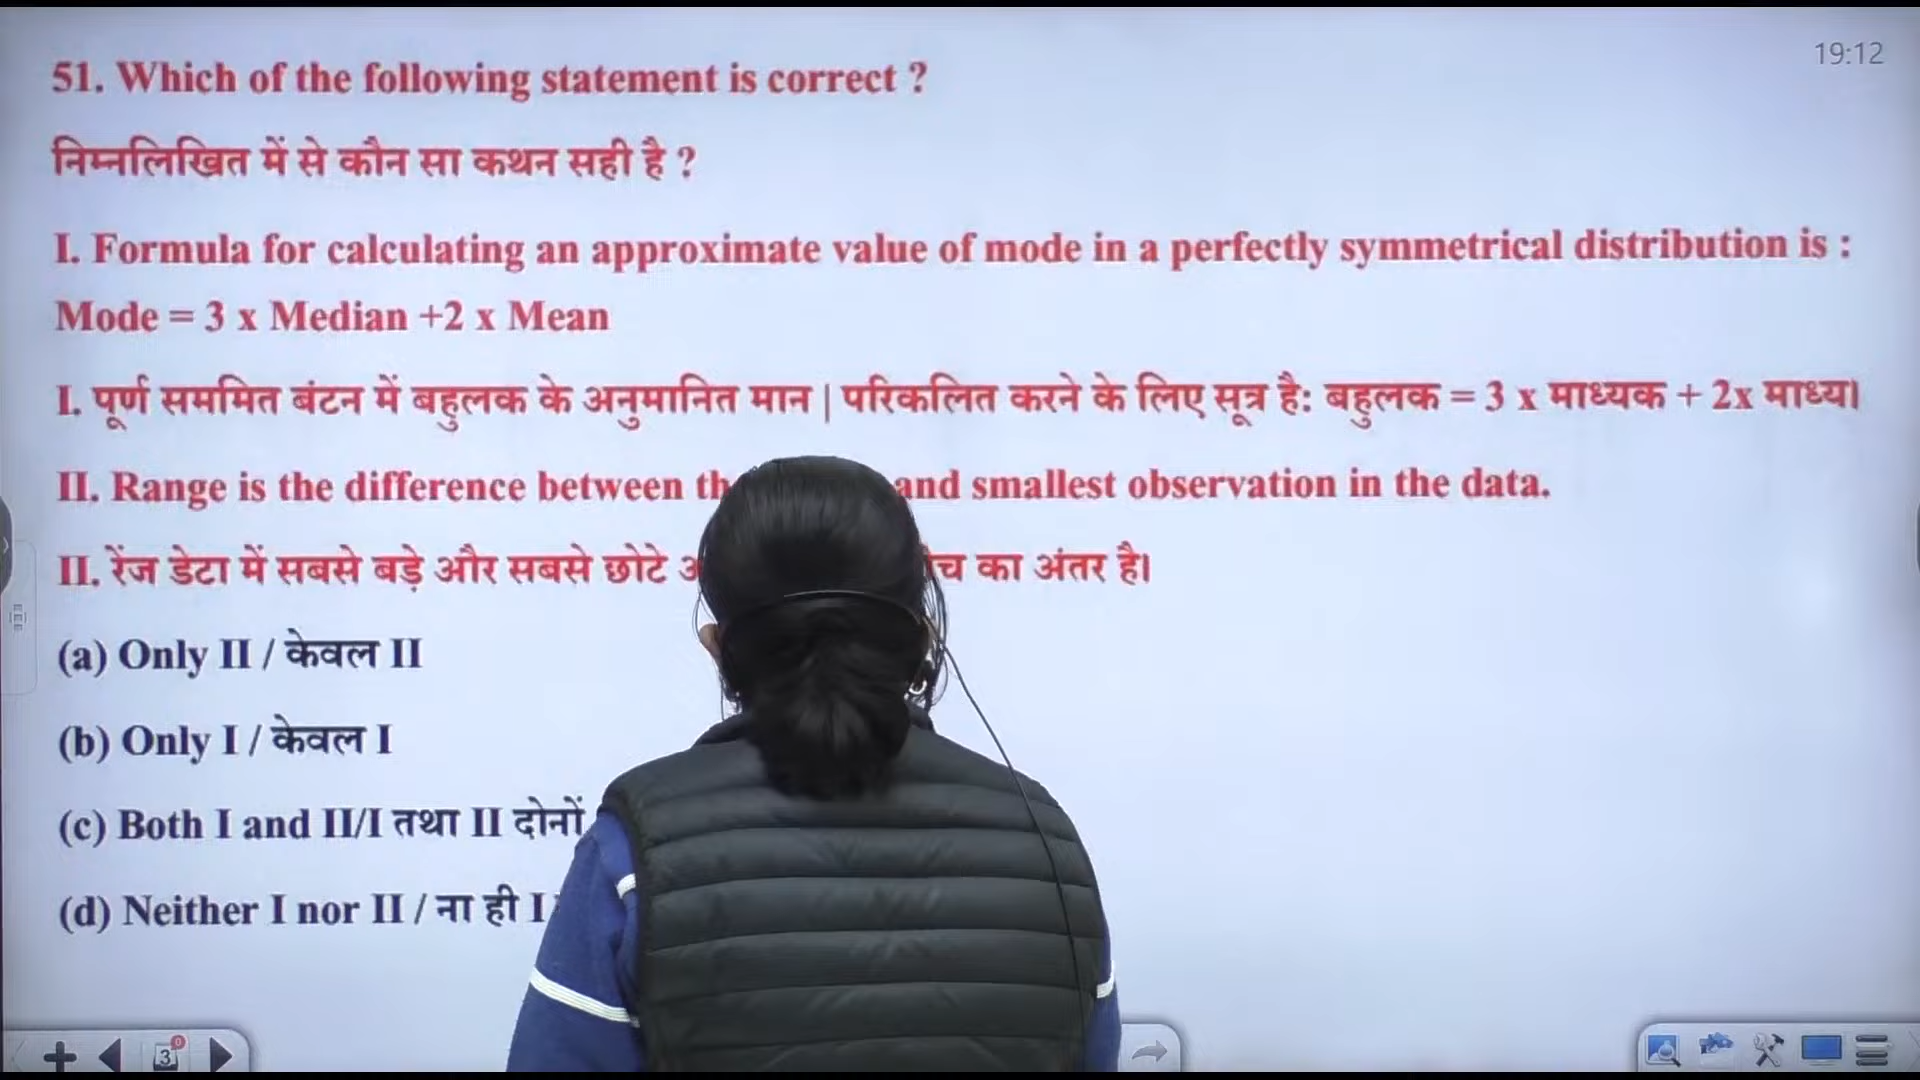 19:12
51. Which of the following statement is correct ?
निम्नलिखित में से कौन सा कथन सही है ?
I. Formula for calculating an approximate value of mode in a perfectly symmetrical distribution is :
Mode = 3 x Median +2 x Mean
I. पूर्ण सममित बंटन में बहुलक के अनुमानित मान | परिकलित करने के लिए सूत्र है: बहुलक = 3 x माध्यक + 2x माध्य।
II. Range is the difference between and smallest observation in the data.
II. रेंज डेटा में सबसे बड़े और सबसे छोटे का अंतर है।
(a) Only II / केवल II
(b) Only I / केवल I
(c) Both I and II/I तथा II दोनों
(d) Neither I nor II / ना ही I
3
0